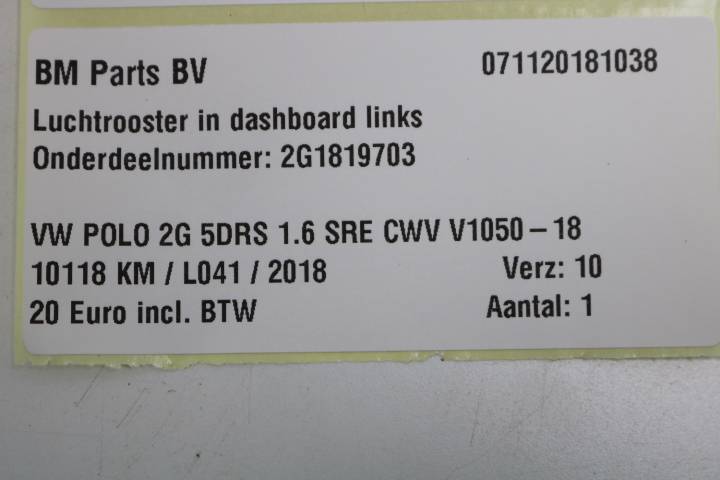 BM Parts BV 071120181038
Luchtrooster in dashboard links
Onderdeelnummer: 2G1819703
VW POLO 2G 5DRS 1.6 SRE CWV V1050-18
10118 KM / L041 / 2018 Verz: 10
20 Euro incl. BTW Aantal: 1